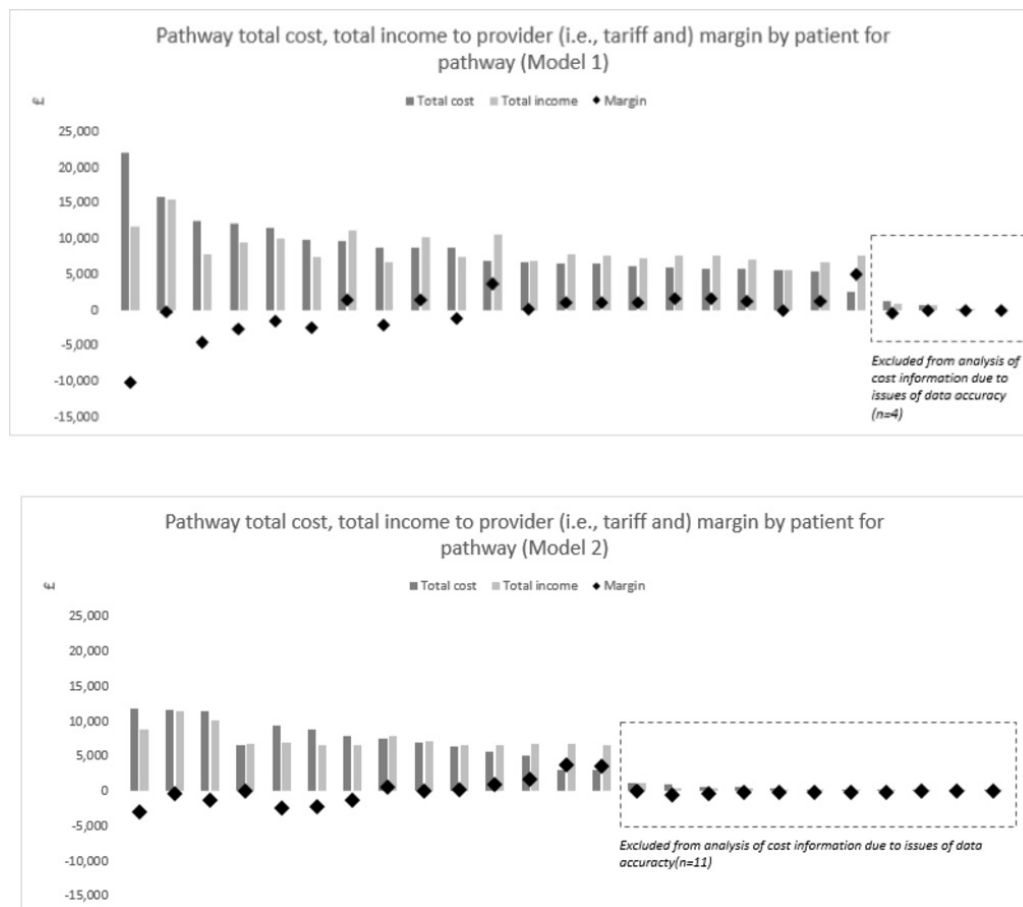 Pathway total cost, total income to provider (i.e., tariff and) margin by patient for
pathway (Model 1)
£
Total cost Total income Margin
25,000
20,000
15,000
10,000
5,000
0
-5,000
-10,000
-15,000
Excluded from analysis of
cost information due to
issues of data accuracy
(n=4)
Pathway total cost, total income to provider (i.e., tariff and) margin by patient for
pathway (Model 2)
£
Total cost Total income Margin
25,000
20,000
15,000
10,000
5,000
0
-5,000
-10,000
-15,000
Excluded from analysis of cost information due to issues of data
accuracty(n=11)